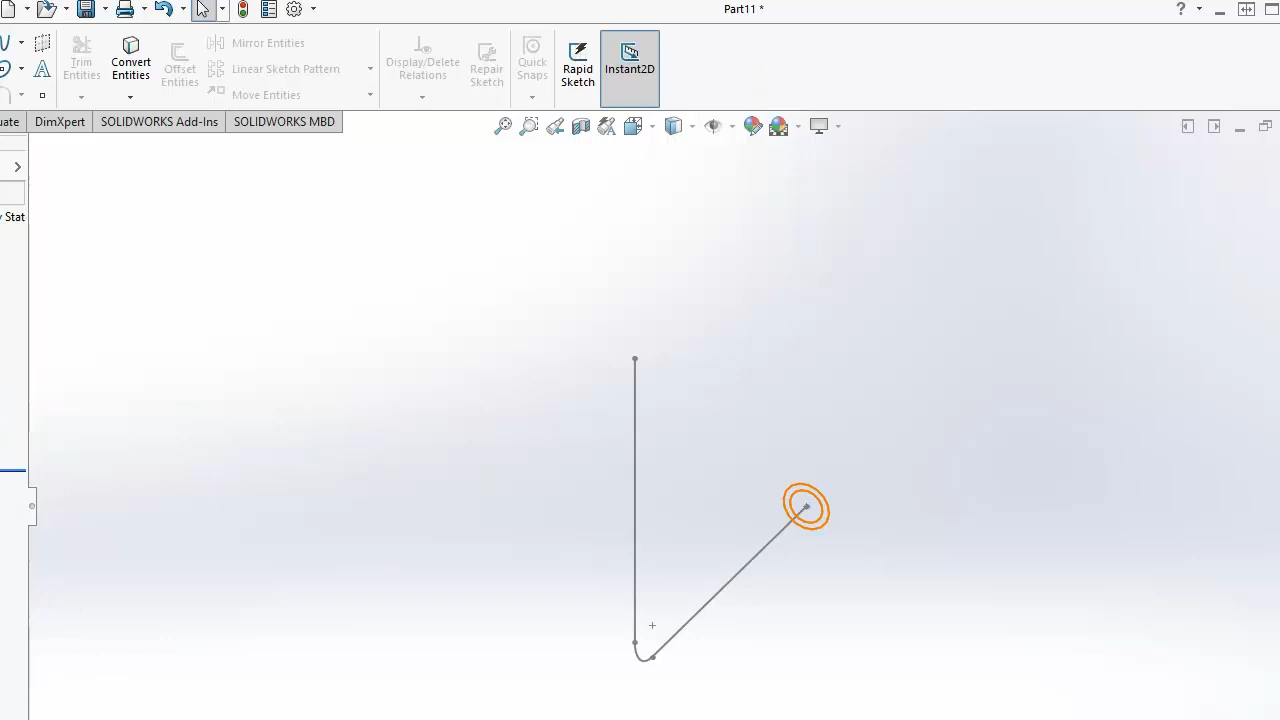 Part11 *
?
Trim Entities
Convert Entities
Offset Entities
Mirror Entities
Linear Sketch Pattern
Move Entities
Display/Delete Relations
Repair Sketch
Quick Snaps
Rapid Sketch
Instant2D
uate
DimXpert
SOLIDWORKS Add-Ins
SOLIDWORKS MBD
Stat